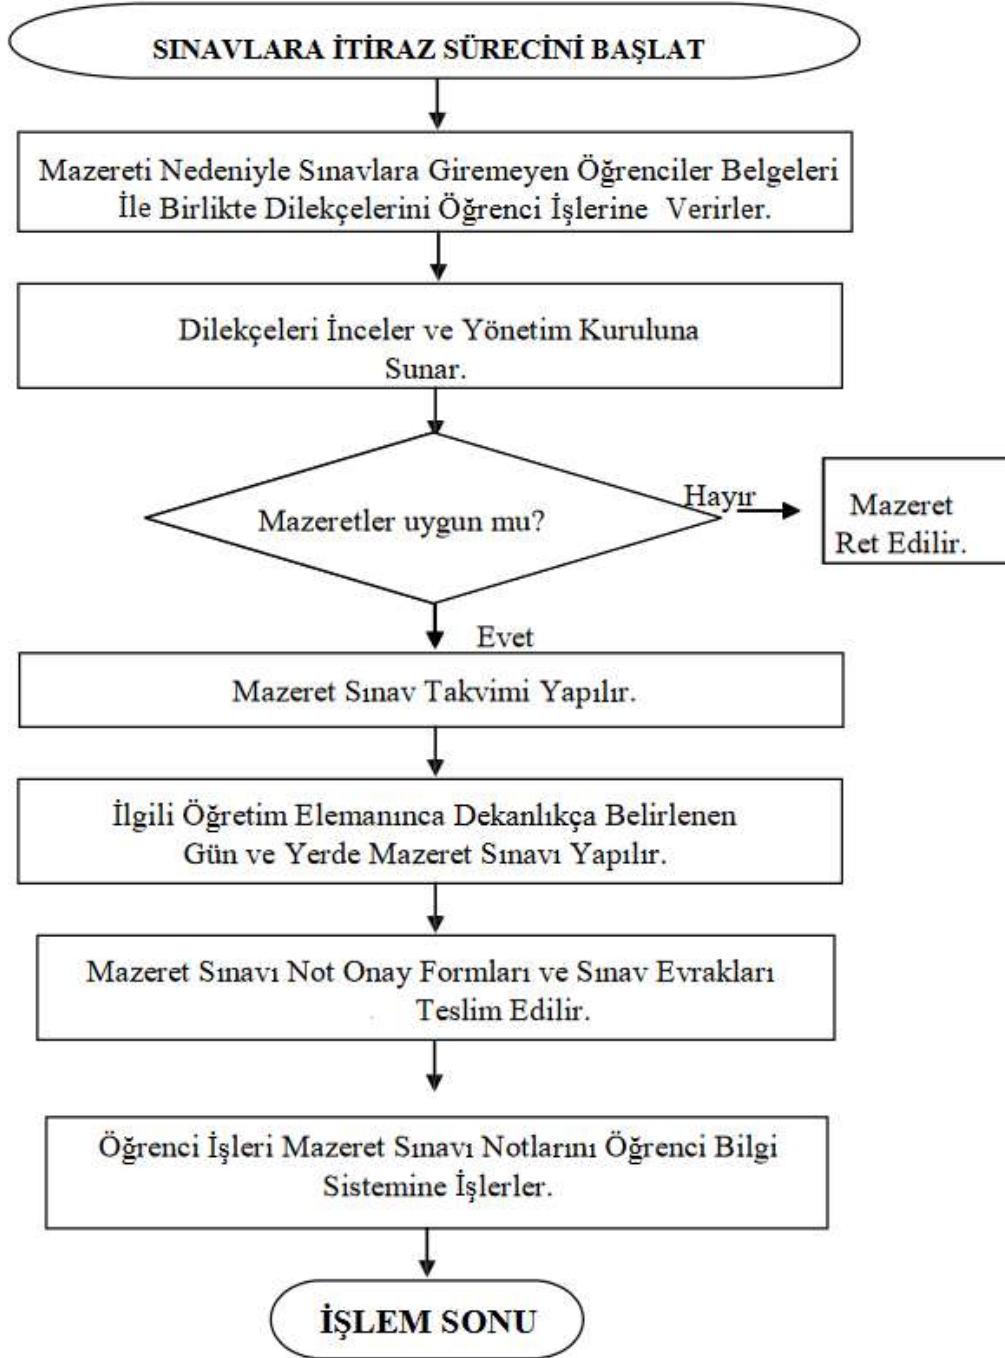 SINAVLARA İTİRAZ SÜRECİNİ BAŞLAT
Mazereti Nedeniyle Sınavlara Giremeyen Öğrenciler Belgeleri
İle Birlikte Dilekçelerini Öğrenci İşlerine Verirler.
Dilekçeleri İnceler ve Yönetim Kuruluna
Sunar.
Mazeretler uygun mu?
Hayır
Mazeret
Ret Edilir.
Evet
Mazeret Sınav Takvimi Yapılır.
İlgili Öğretim Elemanınca Dekanlıkça Belirlenen
Gün ve Yerde Mazeret Sınavı Yapılır.
Mazeret Sınavı Not Onay Formları ve Sınav Evrakları
Teslim Edilir.
Öğrenci İşleri Mazeret Sınavı Notlarını Öğrenci Bilgi
Sistemine İşlerler.
İŞLEM SONU